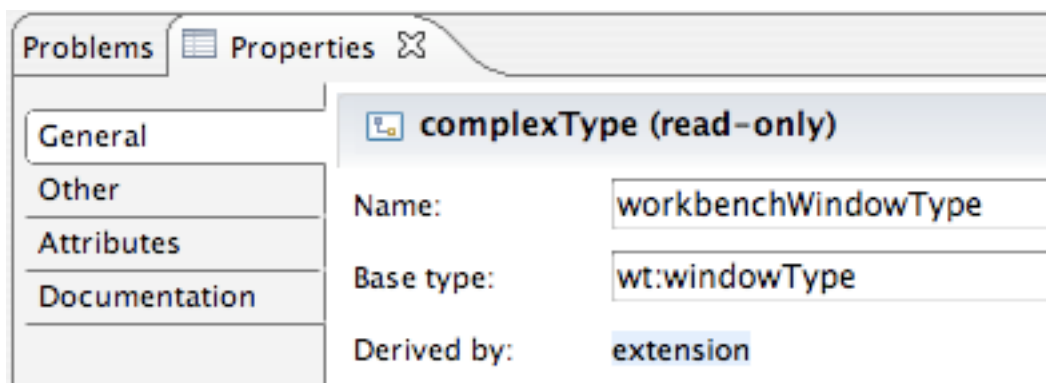 Problems Properties
General
complexType (read-only)
Other
Name: workbenchWindowType
Attributes
Base type: wt:windowType
Documentation
Derived by: extension